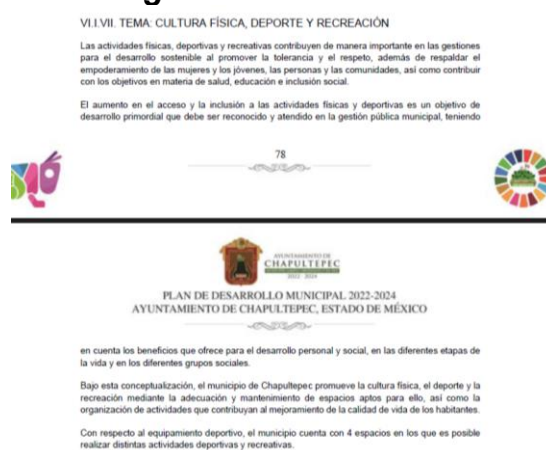 VI.I.VII. TEMA: CULTURA FÍSICA, DEPORTE Y RECREACIÓN
Las actividades físicas, deportivas y recreativas contribuyen de manera importante en las gestiones
para el desarrollo sostenible al promover la tolerancia y el respeto, además de respaldar el
empoderamiento de las mujeres y los jóvenes, las personas y las comunidades, así como contribuir
con los objetivos en materia de salud, educación e inclusión social.
El aumento en el acceso y la inclusión a las actividades físicas y deportivas es un objetivo de
desarrollo primordial que debe ser reconocido y atendido en la gestión pública municipal, teniendo
78
AYUNTAMIENTO DE
CHAPULTEPEC
2022 - 2024
PLAN DE DESARROLLO MUNICIPAL 2022-2024
AYUNTAMIENTO DE CHAPULTEPEC, ESTADO DE MÉXICO
en cuenta los beneficios que ofrece para el desarrollo personal y social, en las diferentes etapas de
la vida y en los diferentes grupos sociales.
Bajo esta conceptualización, el municipio de Chapultepec promueve la cultura física, el deporte y la
recreación mediante la adecuación y mantenimiento de espacios aptos para ello, así como la
organización de actividades que contribuyan al mejoramiento de la calidad de vida de los habitantes.
Con respecto al equipamiento deportivo, el municipio cuenta con 4 espacios en los que es posible
realizar distintas actividades deportivas y recreativas.